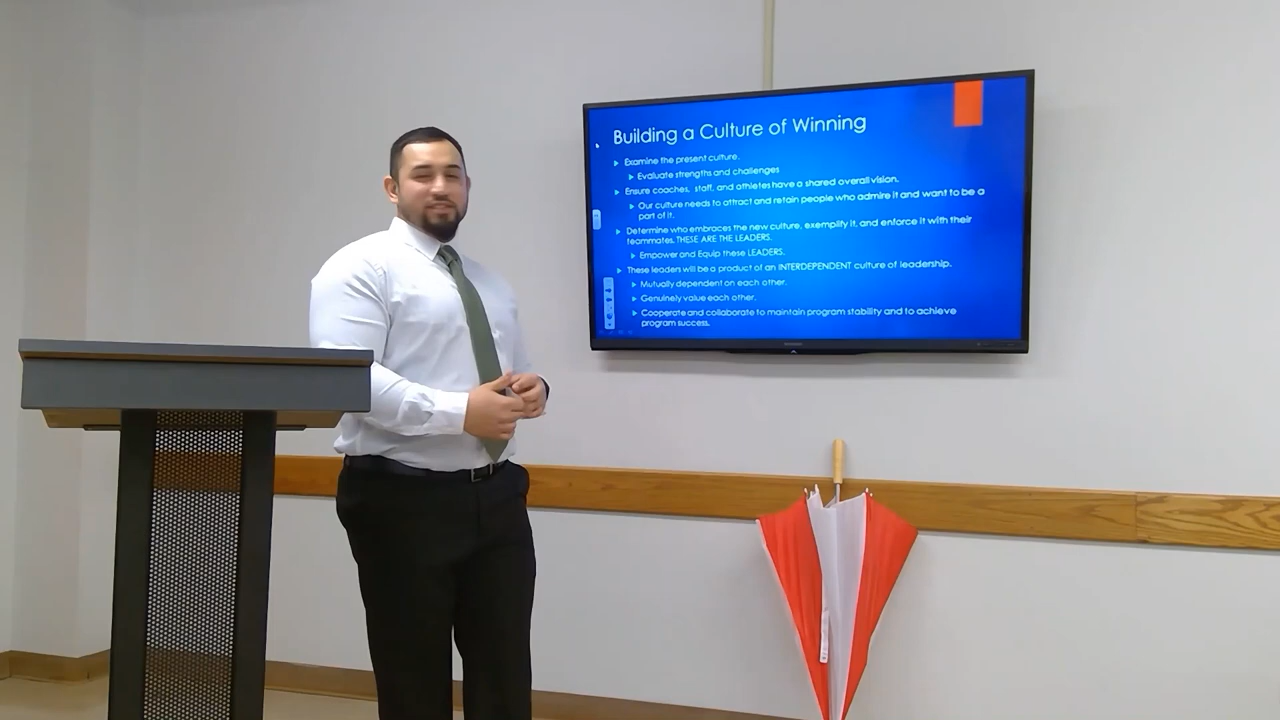 Building a Culture of Winning
Examine the present culture.
Evaluate strengths and challenges
Ensure coaches, staff, and athletes have a shared overall vision.
Our culture needs to attract and retain people who admire it and want to be a
part of it.
Determine who embraces the new culture, exemplify it, and enforce it with their
teammates. THESE ARE THE LEADERS.
Empower and Equip these LEADERS.
These leaders will be a product of an INTERDEPENDENT culture of leadership.
Mutually dependent on each other.
Genuinely value each other.
Cooperate and collaborate to maintain program stability and to achieve
program success.